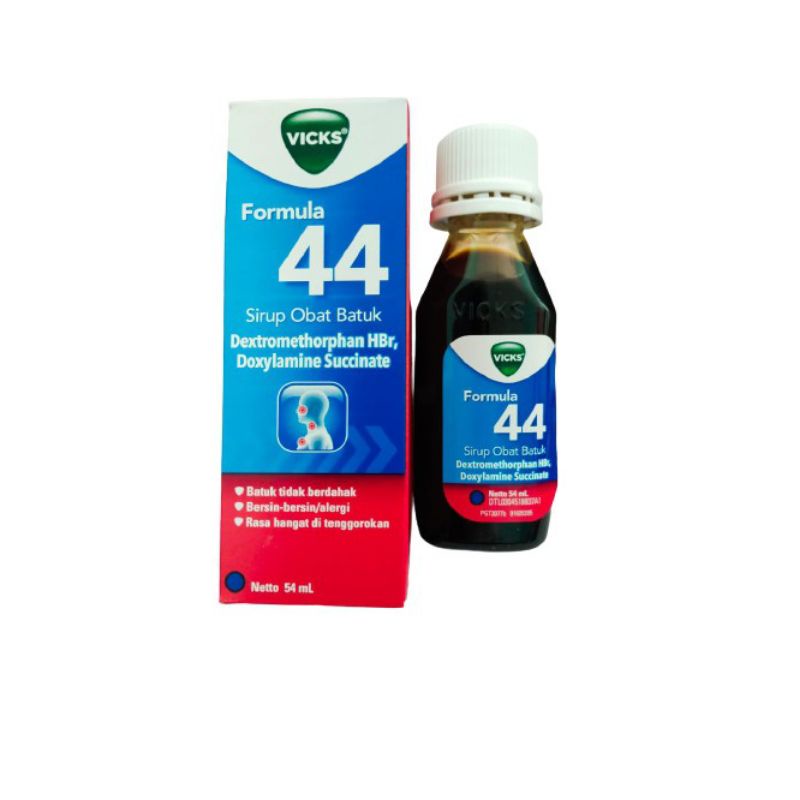 VICKS®
Formula
44
Sirup Obat Batuk
Dextromethorphan HBr,
Doxylamine Succinate
Batuk tidak berdahak
Bersin-bersin/alergi
Rasa hangat di tenggorokan
Netto 54 mL
VICKS
VICKS
Formula
44
Sirup Obat Batuk
Dextromethorphan HBr,
Doxylamine Succinate
Netto 54 mL